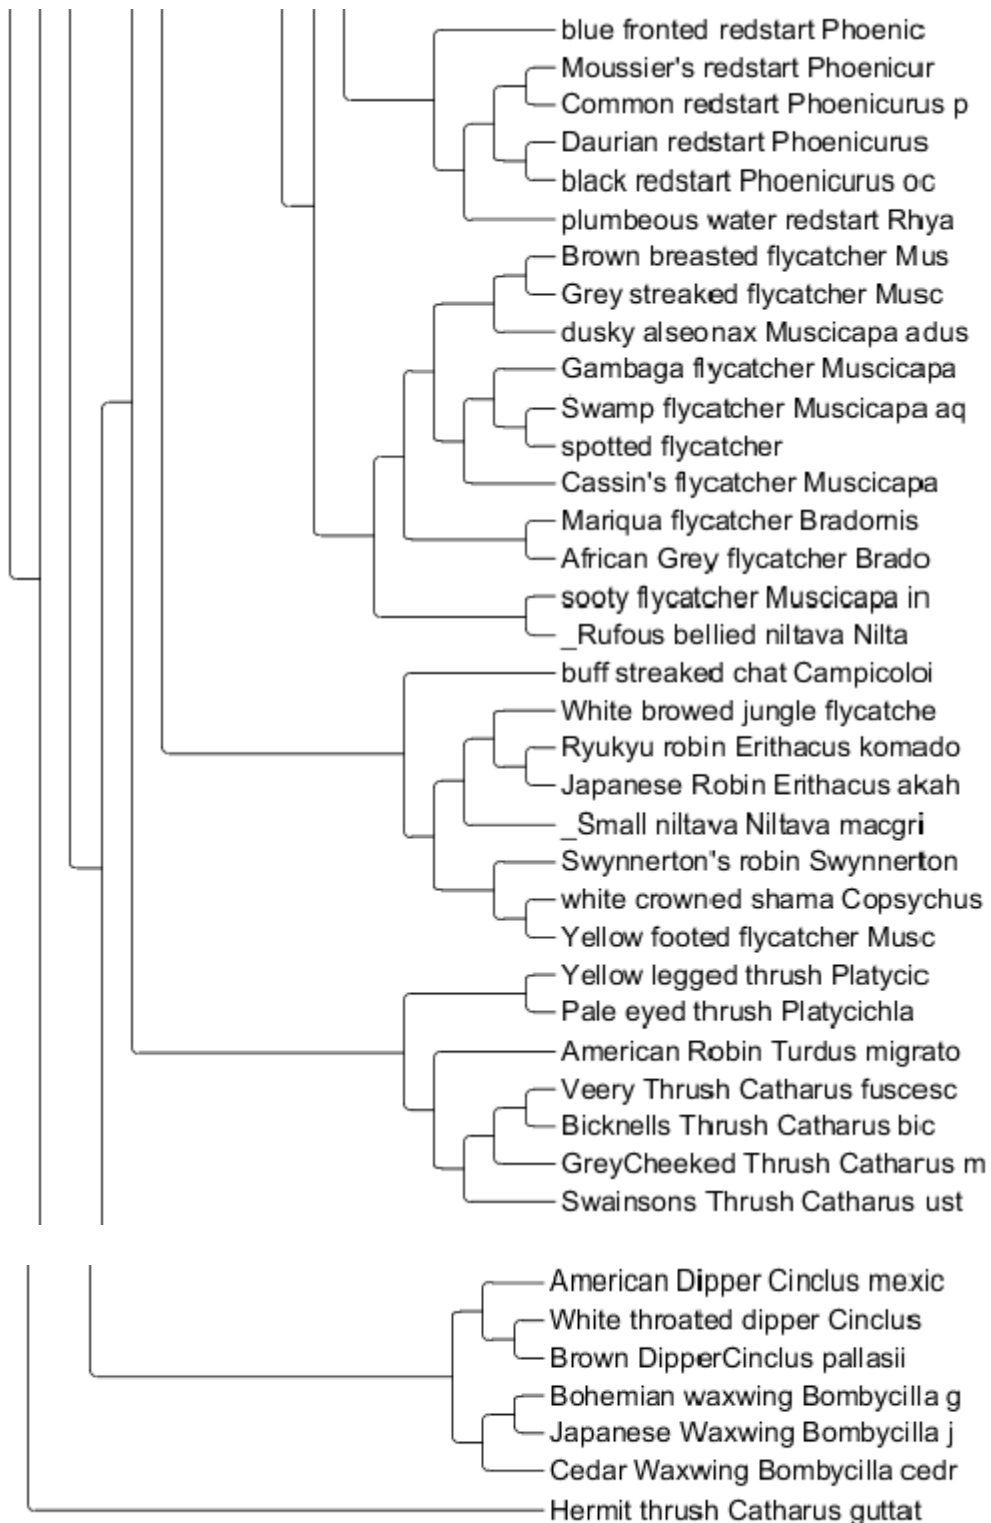 blue fronted redstart Phoenic
Moussier's redstart Phoenicur
Common redstart Phoenicurus p
Daurian redstart Phoenicurus
black redstart Phoenicurus oc
plumbeous water redstart Rhya
Brown breasted flycatcher Mus
Grey streaked flycatcher Musc
dusky alseonax Muscicapa adus
Gambaga flycatcher Muscicapa
Swamp flycatcher Muscicapa aq
spotted flycatcher
Cassin's flycatcher Muscicapa
Mariqua flycatcher Bradornis
African Grey flycatcher Brado
sooty flycatcher Muscicapa in
_Rufous bellied niltava Nilta
buff streaked chat Campicoloi
White browed jungle flycatche
Ryukyu robin Erithacus komado
Japanese Robin Erithacus akah
_Small niltava Niltava macgri
Swynnerton's robin Swynnerton
white crowned shama Copsychus
Yellow footed flycatcher Musc
Yellow legged thrush Platycic
Pale eyed thrush Platycichla
American Robin Turdus migrato
Veery Thrush Catharus fuscesc
Bicknells Thrush Catharus bic
GreyCheeked Thrush Catharus m
Swainsons Thrush Catharus ust
American Dipper Cinclus mexic
White throated dipper Cinclus
Brown DipperCinclus pallasii
Bohemian waxwing Bombycilla g
Japanese Waxwing Bombycilla j
Cedar Waxwing Bombycilla cedr
Hermit thrush Catharus guttat